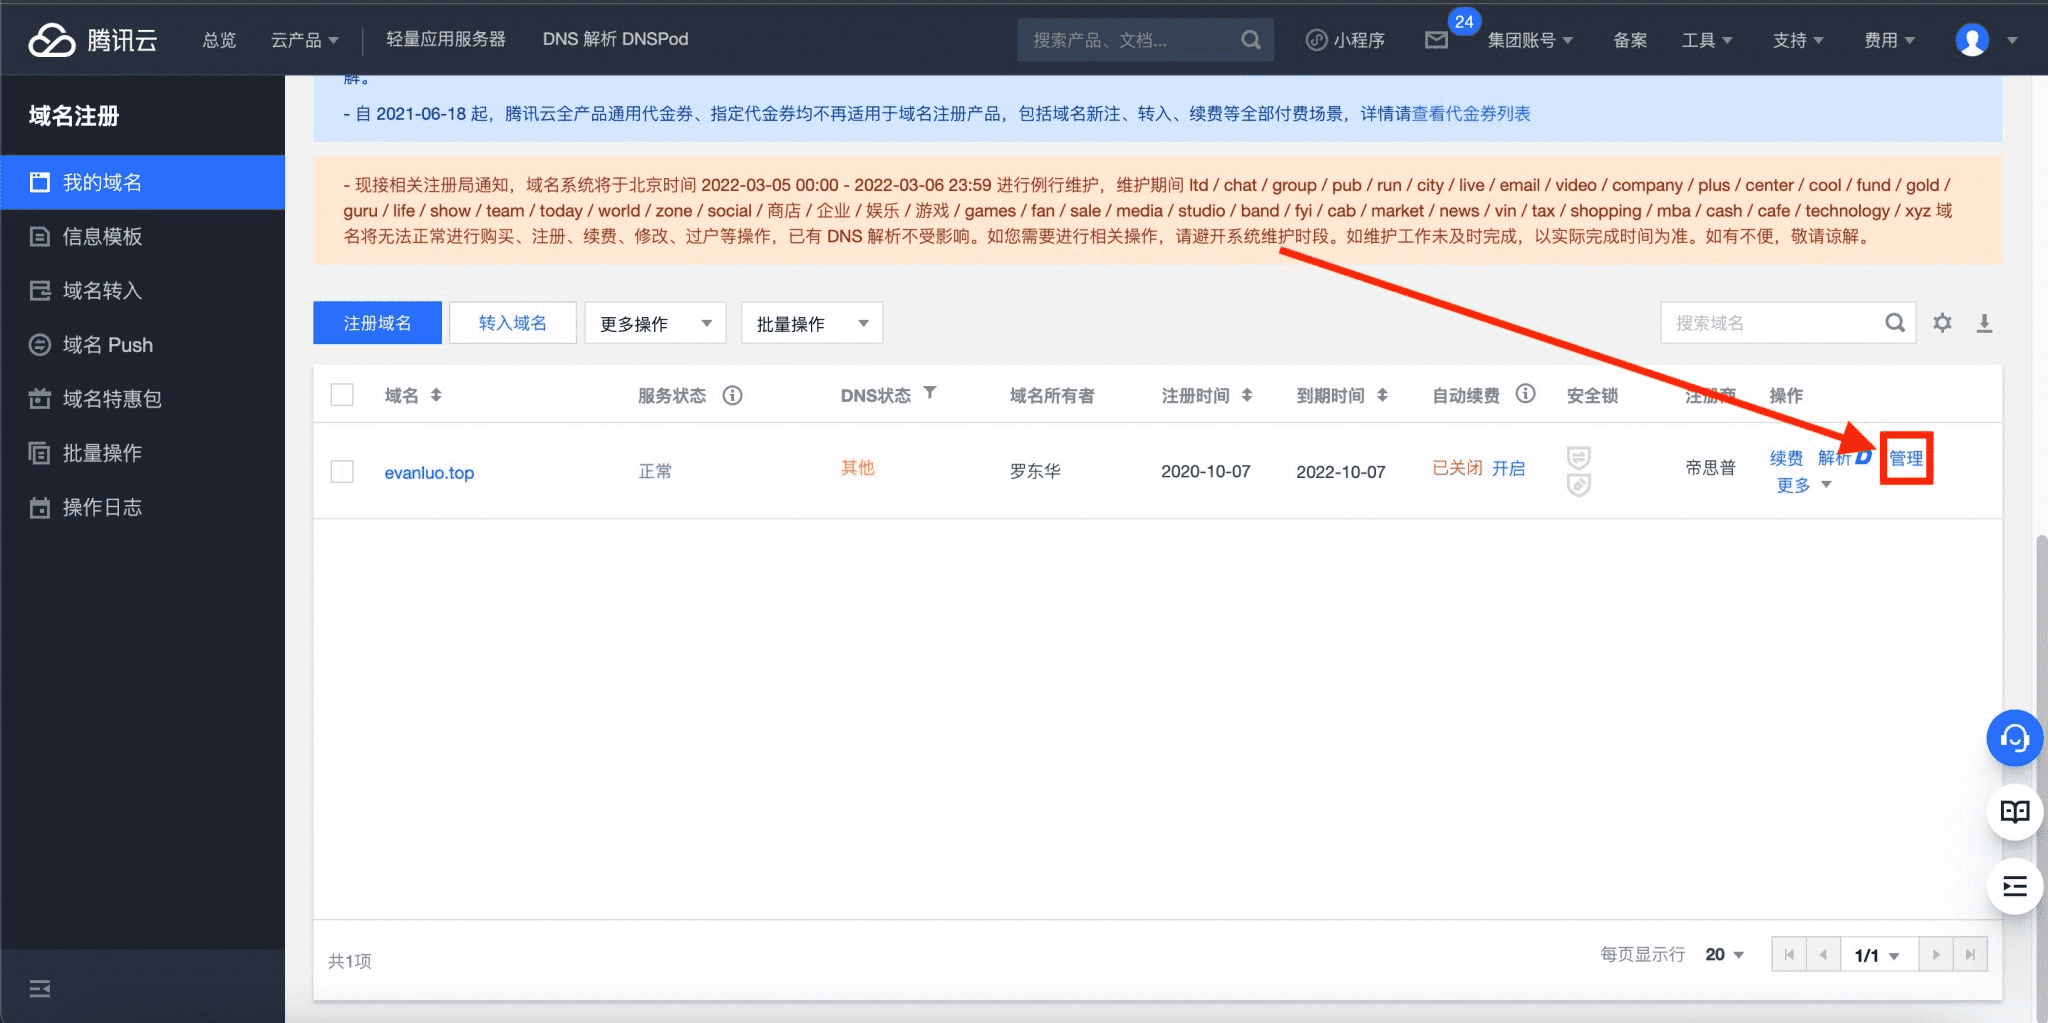 腾讯云
总览
云产品
轻量应用服务器
DNS 解析 DNSPod
搜索产品、文档...
小程序
24
集团账号
备案
工具
支持
费用
域名注册
我的域名
信息模板
域名转入
域名 Push
域名特惠包
批量操作
操作日志
解。
- 自 2021-06-18 起，腾讯云全产品通用代金券、指定代金券均不再适用于域名注册产品，包括域名新注、转入、续费等全部付费场景，详情请查看代金券列表
- 现接相关注册局通知，域名系统将于北京时间 2022-03-05 00:00 - 2022-03-06 23:59 进行例行维护，维护期间 ltd / chat / group / pub / run / city / live / email / video / company / plus / center / cool / fund / gold /
guru / life / show / team / today / world / zone / social / 商店 / 企业 / 娱乐 / 游戏 / games / fan / sale / media / studio / band / fyi / cab / market / news / vin / tax / shopping / mba / cash / cafe / technology / xyz 域
名将无法正常进行购买、注册、续费、修改、过户等操作，已有 DNS 解析不受影响。如您需要进行相关操作，请避开系统维护时段。如维护工作未及时完成，以实际完成时间为准。如有不便，敬请谅解。
注册域名
转入域名
更多操作
批量操作
搜索域名
域名 服务状态 DNS状态 域名所有者 注册时间 到期时间 自动续费 安全锁 注册商 操作
evanluo.top 正常 其他 罗东华 2020-10-07 2022-10-07 已关闭 开启 帝思普 续费 解析 管理
更多
共1项
每页显示行 20
1/1